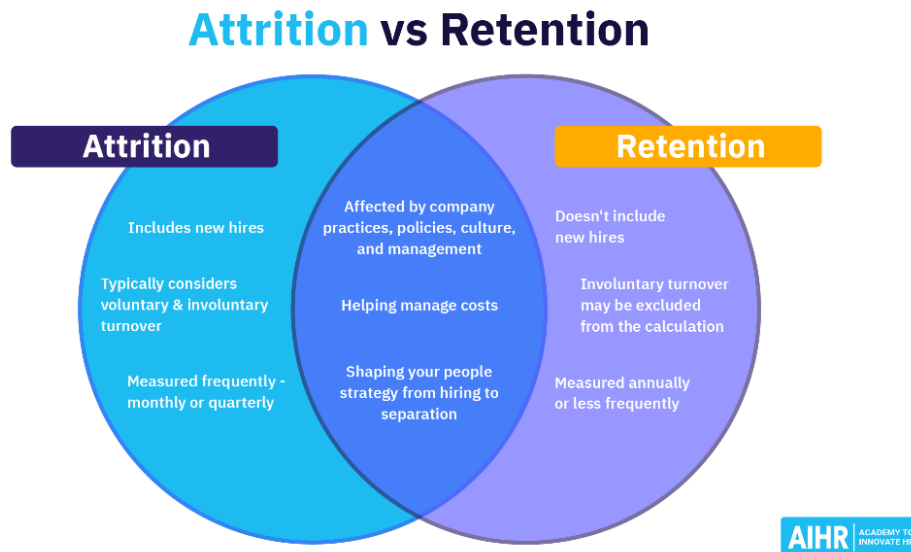 Attrition vs Retention
Attrition
Retention
Includes new hires
Typically considers
voluntary & involuntary
turnover
Measured frequently -
monthly or quarterly
Affected by company
practices, policies, culture,
and management
Helping manage costs
Shaping your people
strategy from hiring to
separation
Doesn't include
new hires
Involuntary turnover
may be excluded
from the calculation
Measured annually
or less frequently
AIHR
ACADEMY TO
INNOVATE